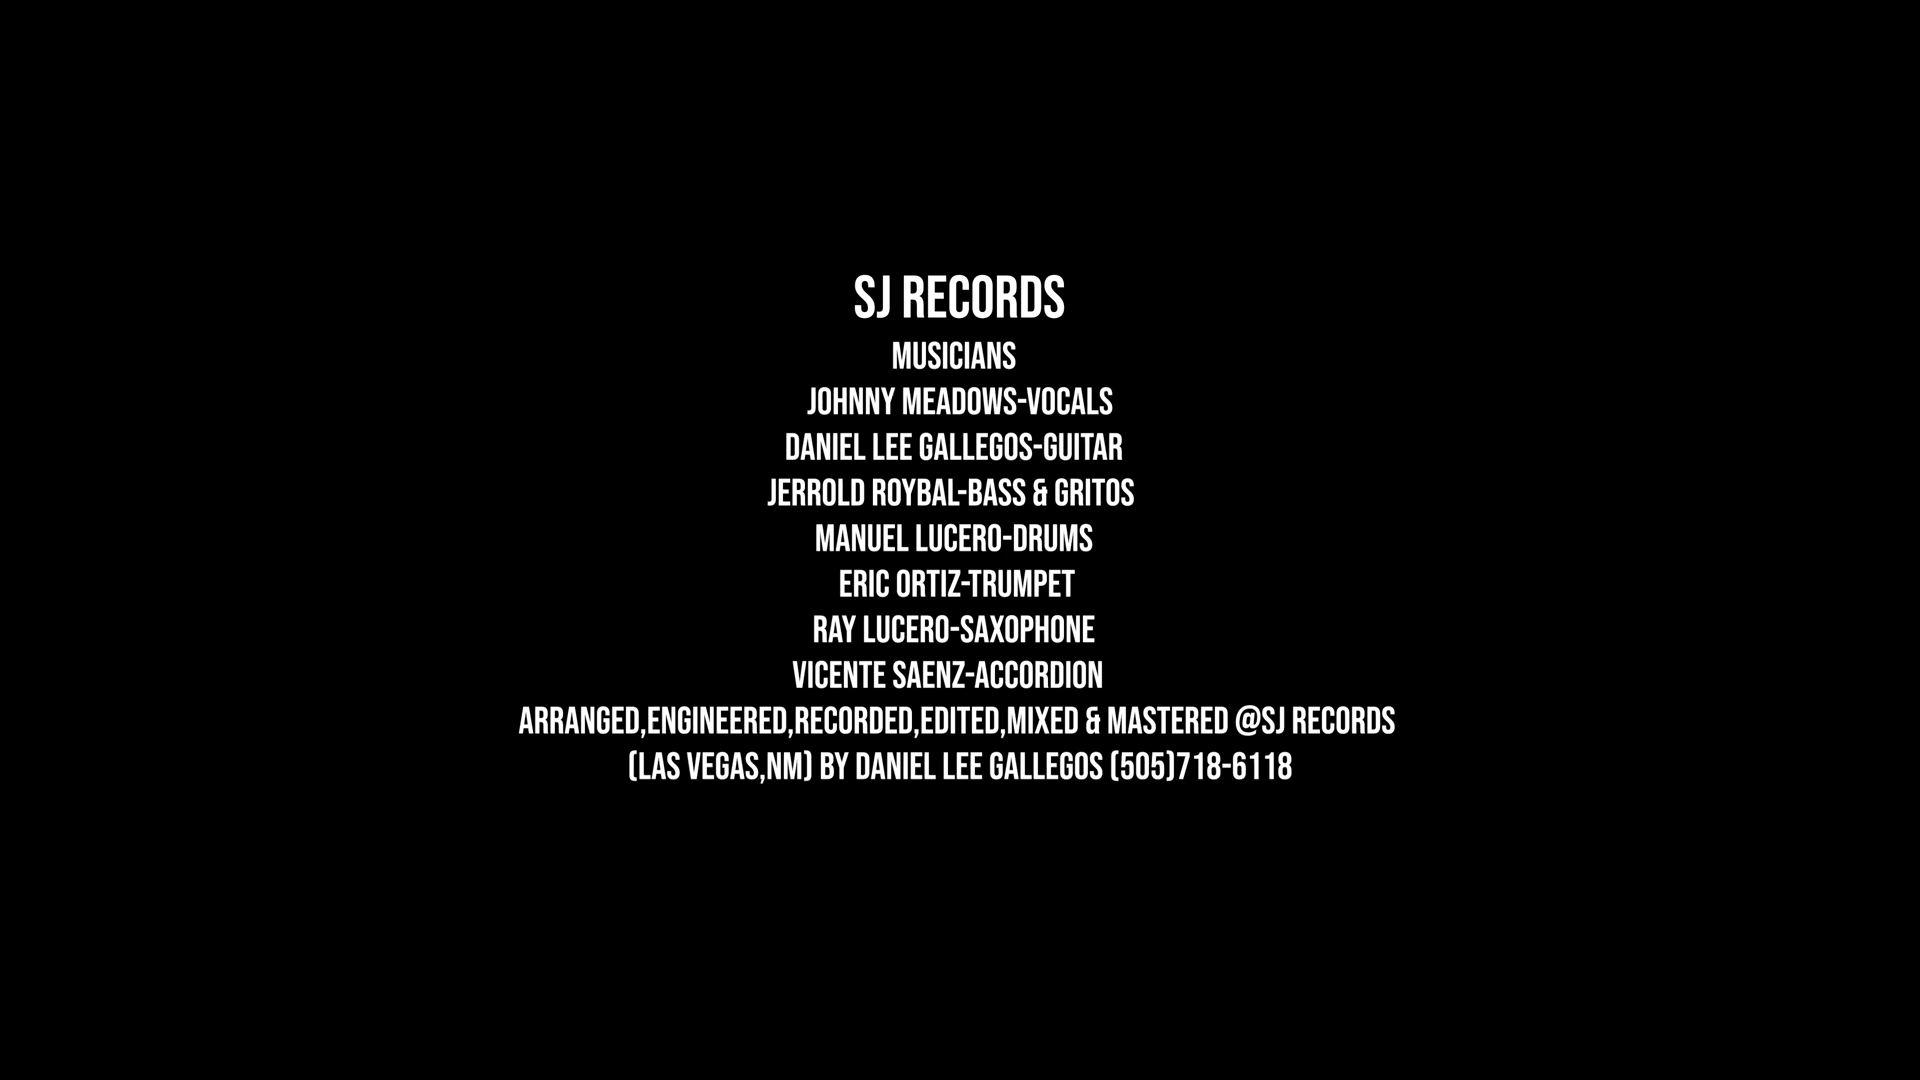 SJ RECORDS
MUSICIANS
JOHNNY MEADOWS-VOCALS
DANIEL LEE GALLEGOS-GUITAR
JERROLD ROYBAL-BASS & GRITOS
MANUEL LUCERO-DRUMS
ERIC ORTIZ-TRUMPET
RAY LUCERO-SAXOPHONE
VICENTE SAENZ-ACCORDION
ARRANGED,ENGINEERED,RECORDED,EDITED,MIXED & MASTERED @SJ RECORDS
(LAS VEGAS,NM) BY DANIEL LEE GALLEGOS (505)718-6118